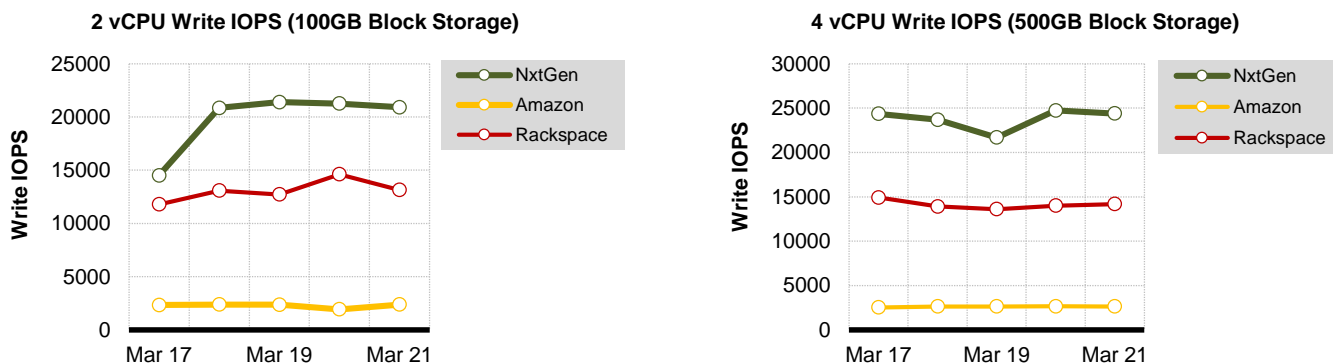 2 vCPU Write IOPS (100GB Block Storage)
Write IOPS
25000
20000
15000
10000
5000
0
Mar 17
Mar 19
Mar 21
NxtGen
Amazon
Rackspace
4 vCPU Write IOPS (500GB Block Storage)
Write IOPS
30000
25000
20000
15000
10000
5000
0
Mar 17
Mar 19
Mar 21
NxtGen
Amazon
Rackspace